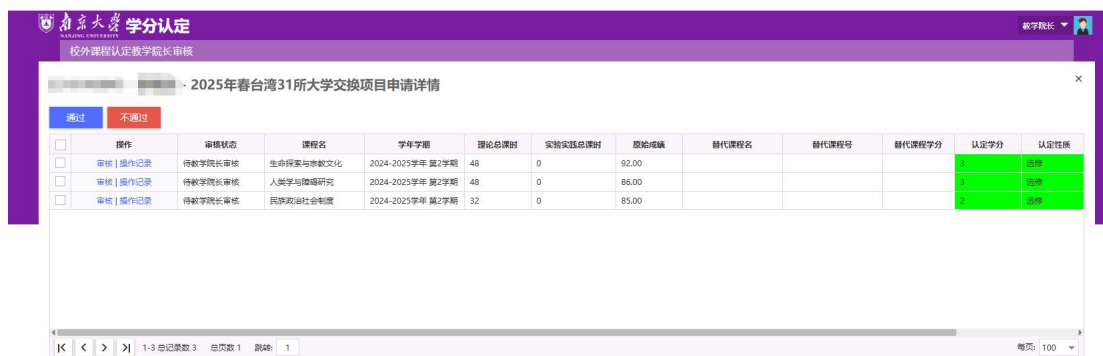 南京大学 学分认定 教学院长
NANJING UNIVERSITY
校外课程认定教学院长审核
· 2025年春台湾31所大学交换项目申请详情 ×
通过 不通过
操作 审核状态 课程名 学年学期 理论总课时 实验实践总课时 原始成绩 替代课程名 替代课程号 替代课程学分 认定学分 认定性质
审核 | 操作记录 待教学院长审核 生命探索与宗教文化 2024-2025学年 第2学期 48 0 92.00 3 选修
审核 | 操作记录 待教学院长审核 人类学与障碍研究 2024-2025学年 第2学期 48 0 86.00 3 选修
审核 | 操作记录 待教学院长审核 民族政治社会制度 2024-2025学年 第2学期 32 0 85.00 2 选修
1-3 总记录数 3 总页数 1 跳转: 1 每页: 100